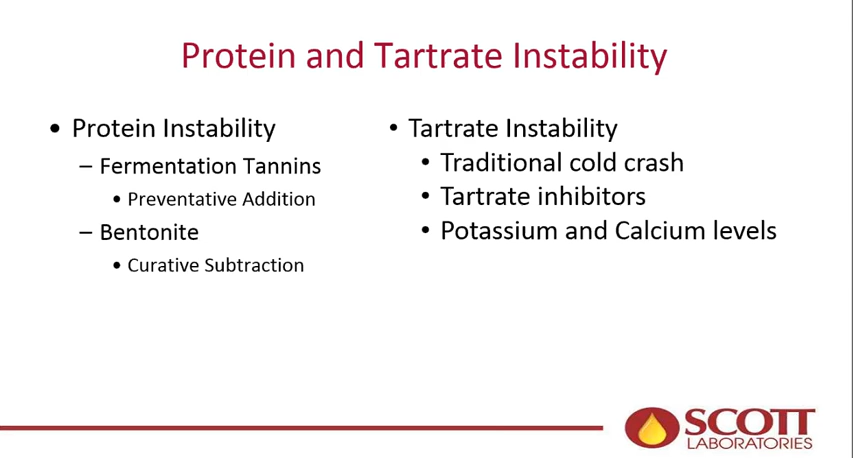 Protein and Tartrate Instability
• Protein Instability
– Fermentation Tannins
• Preventative Addition
– Bentonite
• Curative Subtraction
• Tartrate Instability
• Traditional cold crash
• Tartrate inhibitors
• Potassium and Calcium levels
SCOTT
LABORATORIES